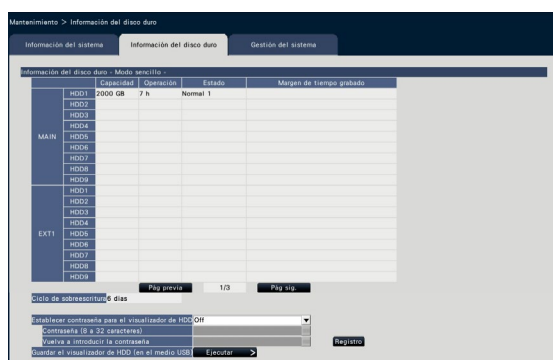 Mantenimiento > Información del disco duro
Información del sistema Información del disco duro Gestión del sistema
Información del disco duro - Modo sencillo -
Capacidad Operación Estado Margen de tiempo grabado
MAIN HDD1 2000 GB 7 h Normal 1
HDD2
HDD3
HDD4
HDD5
HDD6
HDD7
HDD8
HDD9
EXT1 HDD1
HDD2
HDD3
HDD4
HDD5
HDD6
HDD7
HDD8
HDD9
Pág previa 1/3 Pág sig.
Ciclo de sobreescritura 6 dias
Establecer contraseña para el visualizador de HDD Off
Contraseña (8 a 32 caracteres)
Vuelva a introducir la contraseña Registro
Guardar el visualizador de HDD (en el medio USB) Ejecutar >